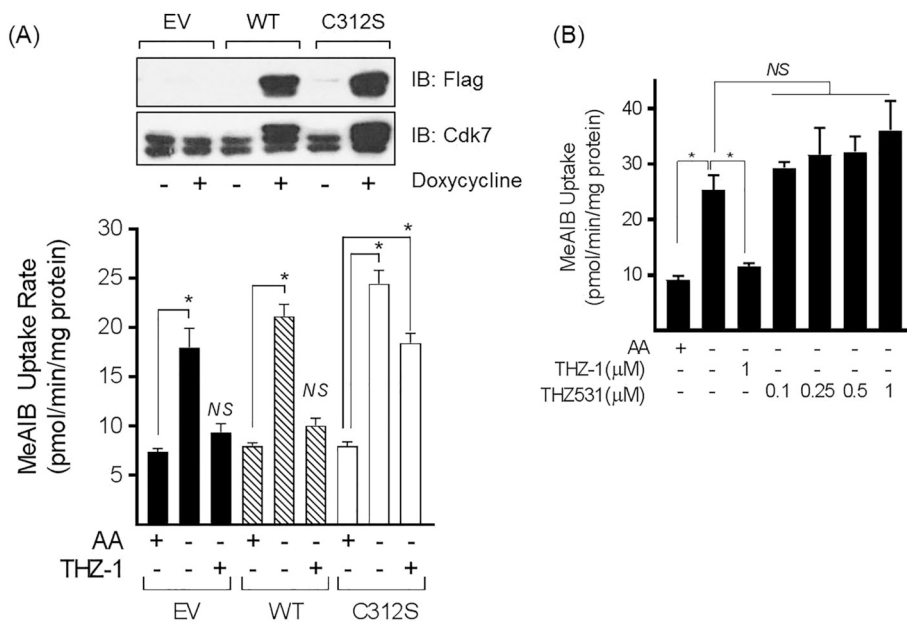 (A)
EV WT C312S
IB: Flag
IB: Cdk7
- + - + - + Doxycycline
MeAIB Uptake Rate
(pmol/min/mg protein)
30
25
20
15
10
5
* * * *
NS NS
AA + - - + - - + - -
THZ-1 - - + - - + - - +
EV WT C312S
(B)
NS
* *
MeAIB Uptake
(pmol/min/mg protein)
40
30
20
10
AA + - - - - - -
THZ-1(μM) - - 1 - - - -
THZ531(μM) - - - 0.1 0.25 0.5 1